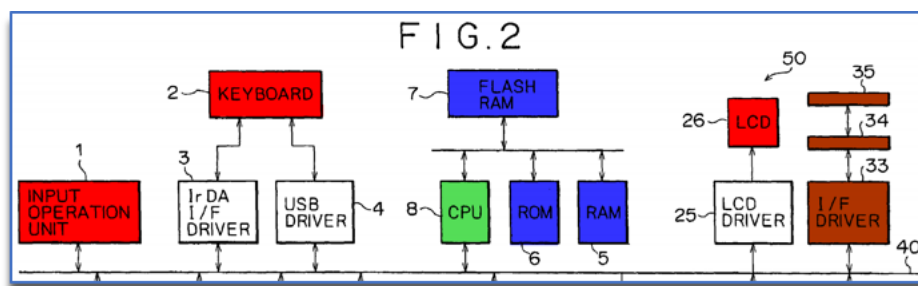 FIG.2
50
2 KEYBOARD
7 FLASH
RAM
35
26 LCD
34
1
3
33
INPUT
OPERATION
UNIT
IrDA
I/F
DRIVER
USB
DRIVER
4
8 CPU
ROM
RAM
25 LCD
DRIVER
I/F
DRIVER
6
5
40